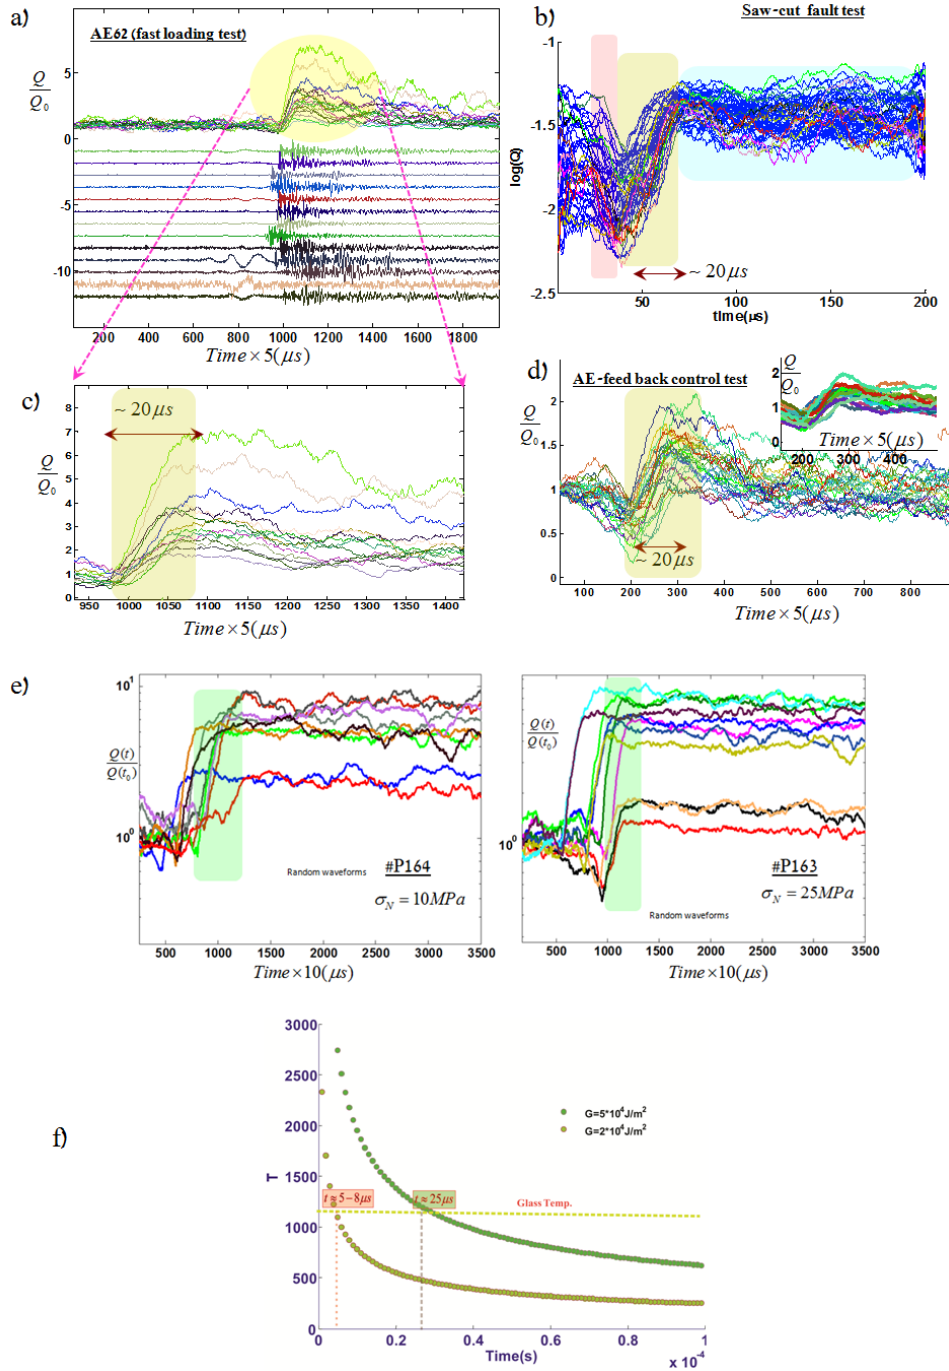 a)
AE62 (fast loading test)
Q
Q₀
5
0
-5
-10
200 400 600 800 1000 1200 1400 1600 1800
Time × 5(μs)
b)
Saw-cut fault test
-1
-1.5
-2
-2.5
log(Q)
~ 20μs
50 100 150 200
time(μs)
c)
~ 20μs
Q
Q₀
8
7
6
5
4
3
2
1
0
950 1000 1050 1100 1150 1200 1250 1300 1350 1400
Time × 5(μs)
d)
AE-feed back control test
Q
Q₀
2
1.5
1
0.5
0
~ 20μs
100 200 300 400 500 600 700 800
Time × 5(μs)
Q
Q₀
2
1
0
Time × 5(μs)
200 300 400
e)
10¹
Q(t)
Q(t₀)
10⁰
#P164
Random waveforms
σ_N = 10MPa
500 1000 1500 2000 2500 3000 3500
Time×10(μs)
Q(t)
Q(t₀)
10⁰
#P163
σ_N = 25MPa
Random waveforms
500 1000 1500 2000 2500 3000 3500
Time×10(μs)
f)
3000
2500
2000
1500
1000
500
0
T
G=5*10⁴J/m²
G=2*10⁴J/m²
t ≈ 5 – 8μs
t ≈ 25μs
Glass Temp.
0 0.2 0.4 0.6 0.8 1
Time(s)
x 10⁻⁴